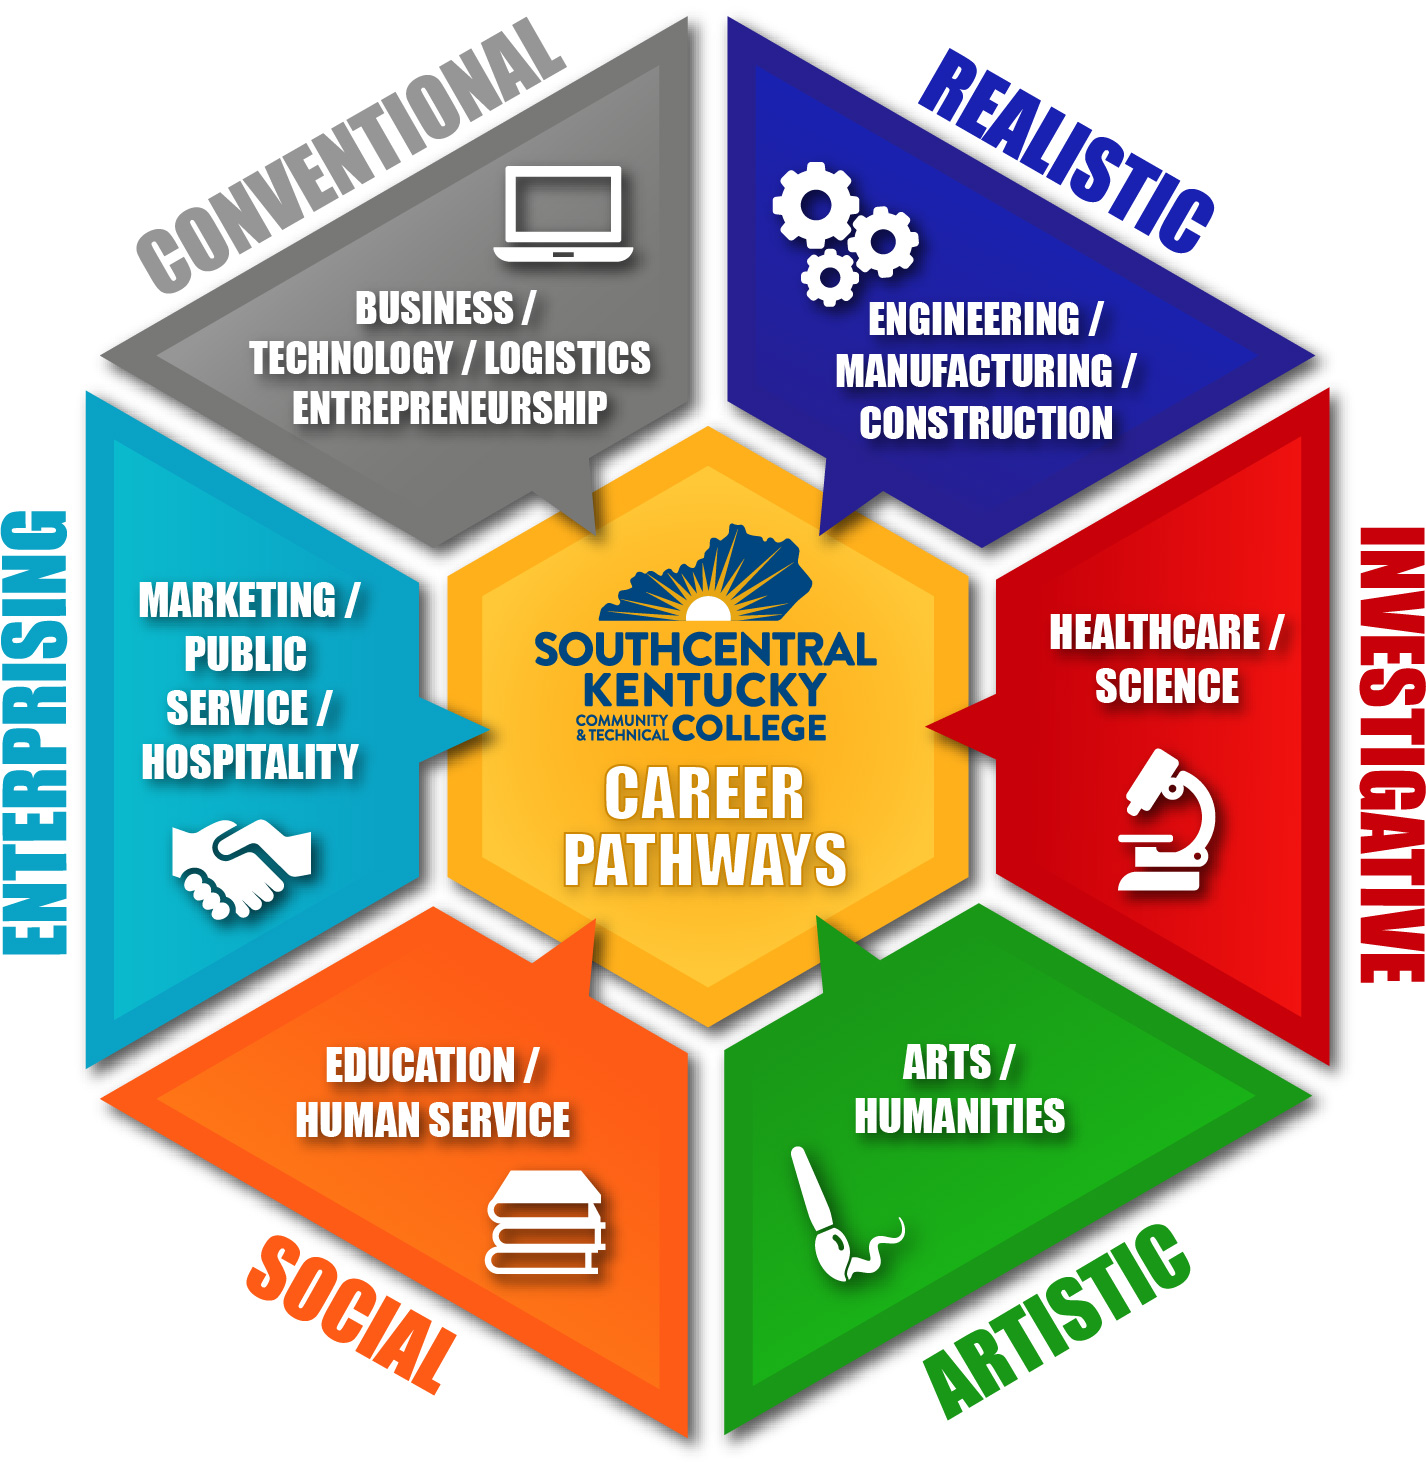 CONVENTIONAL
BUSINESS /
TECHNOLOGY / LOGISTICS
ENTREPRENEURSHIP
REALISTIC
ENGINEERING /
MANUFACTURING /
CONSTRUCTION
ENTERPRISING
MARKETING /
PUBLIC
SERVICE /
HOSPITALITY
SOUTHCENTRAL
KENTUCKY
COMMUNITY
& TECHNICAL COLLEGE
CAREER
PATHWAYS
INVESTIGATIVE
HEALTHCARE /
SCIENCE
SOCIAL
EDUCATION /
HUMAN SERVICE
ARTISTIC
ARTS /
HUMANITIES